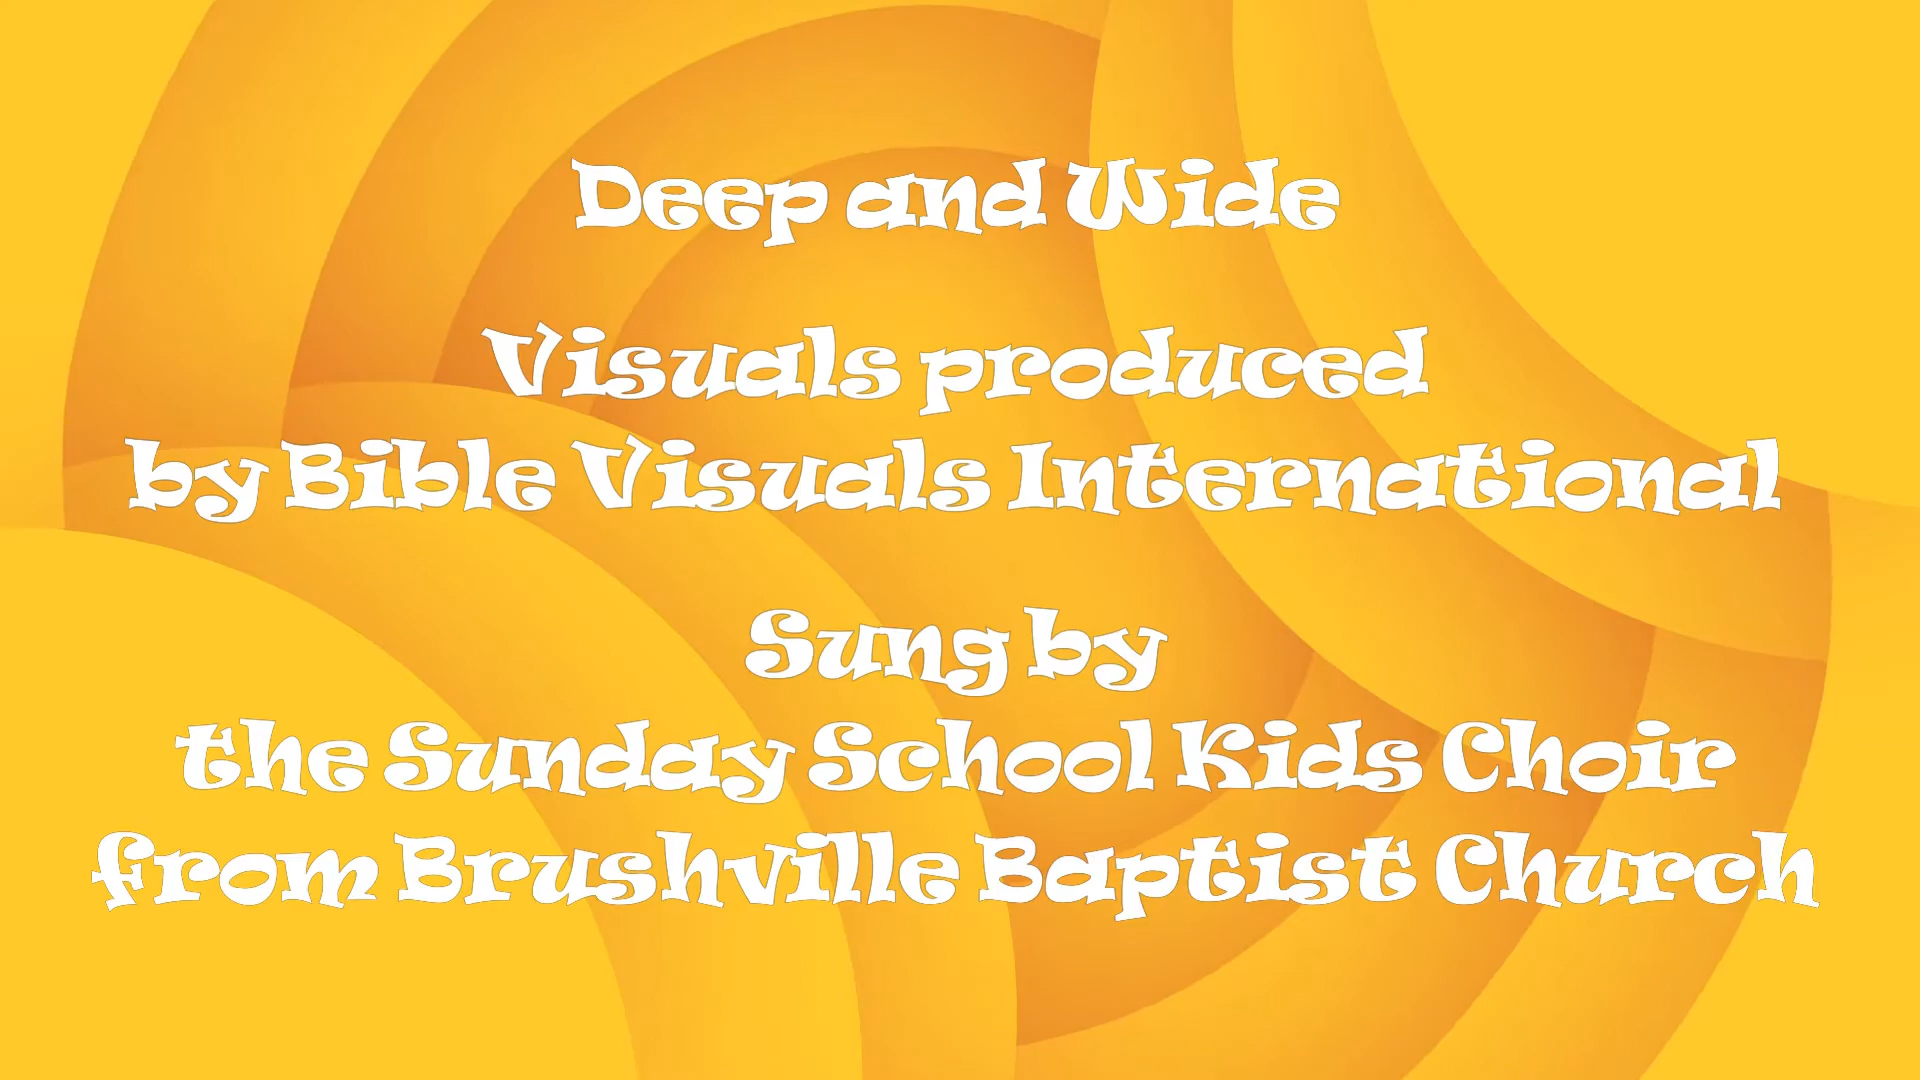 Deep and Wide
Visuals produced
by Bible Visuals International
Sung by
the Sunday School Kids Choir
from Brushville Baptist Church